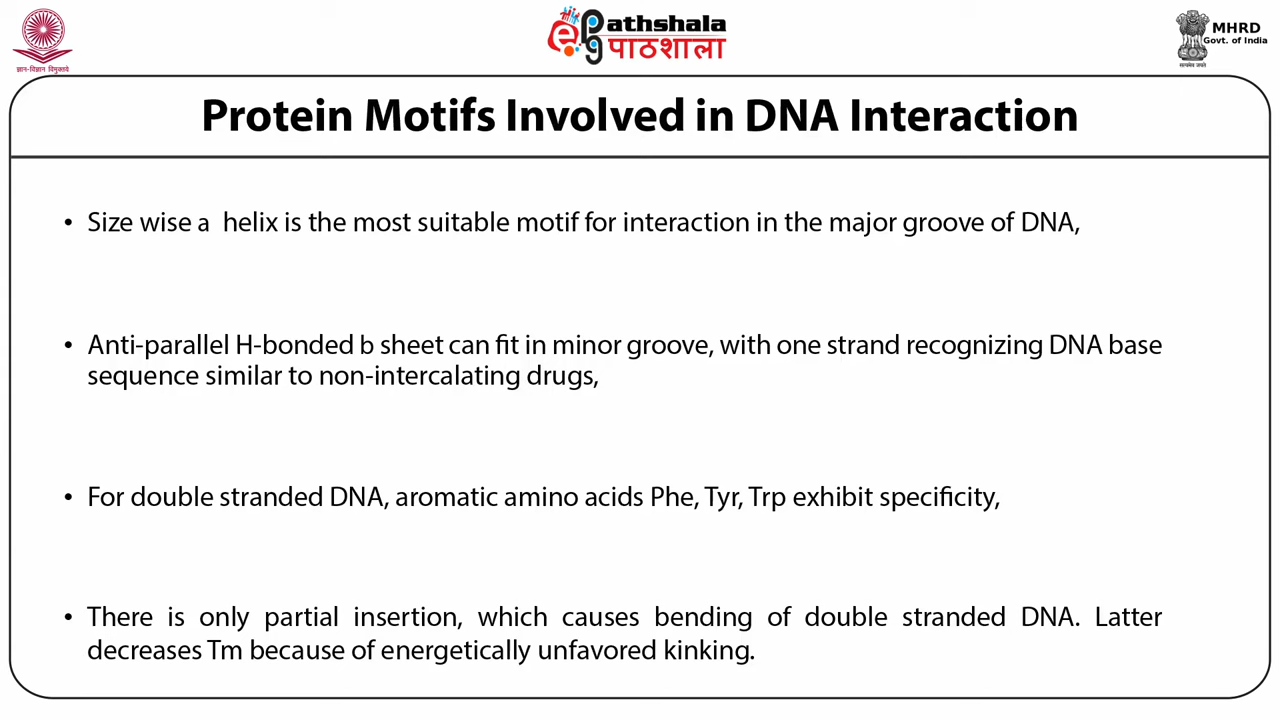 ज्ञान-विज्ञान विमुक्तये
ePathshala
पाठशाला
MHRD
Govt. of India
सत्यमेव जयते
Protein Motifs Involved in DNA Interaction
• Size wise a  helix is the most suitable motif for interaction in the major groove of DNA,
• Anti-parallel H-bonded b sheet can fit in minor groove, with one strand recognizing DNA base
sequence similar to non-intercalating drugs,
• For double stranded DNA, aromatic amino acids Phe, Tyr, Trp exhibit specificity,
• There is only partial insertion, which causes bending of double stranded DNA. Latter
decreases Tm because of energetically unfavored kinking.